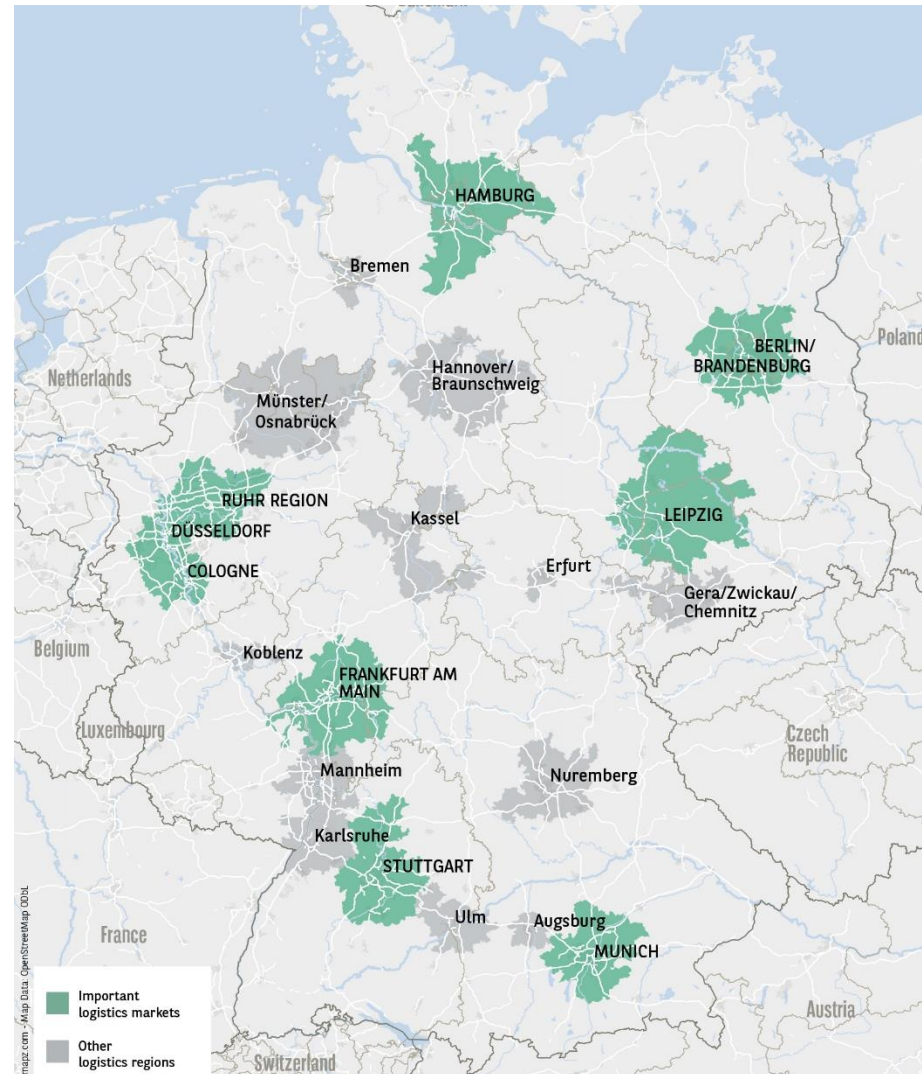 HAMBURG
Bremen
BERLIN/
BRANDENBURG
Poland
Hannover/
Braunschweig
Netherlands
Münster/
Osnabrück
RUHR REGION
LEIPZIG
Kassel
DÜSSELDORF
COLOGNE
Erfurt
Gera/Zwickau/
Chemnitz
Belgium
Koblenz
FRANKFURT AM
MAIN
Luxembourg
Czech
Republic
Mannheim
Nuremberg
Karlsruhe
STUTTGART
Ulm
Augsburg
France
MUNICH
Important
logistics markets
Austria
Other
logistics regions
Switzerland
mapz.com - Map Data: OpenStreetMap ODbL